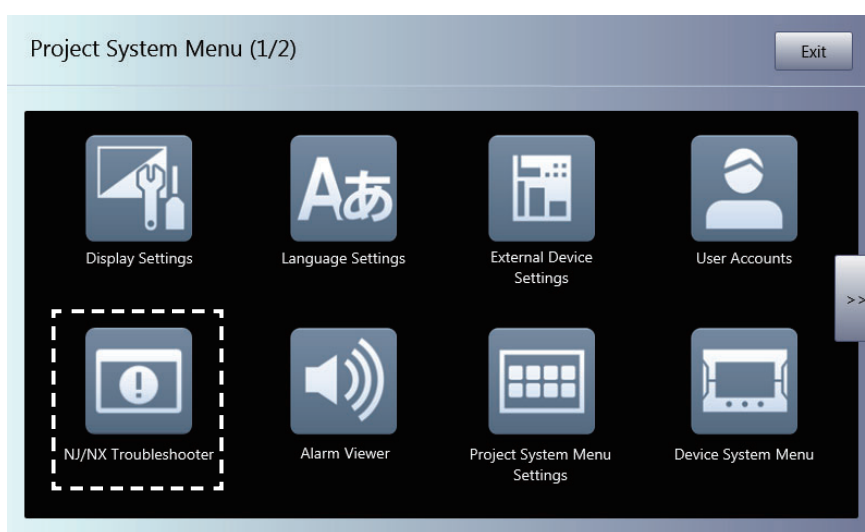 Project System Menu (1/2)
Exit
Aあ
Display Settings
Language Settings
External Device
Settings
User Accounts
>>
NJ/NX Troubleshooter
Alarm Viewer
Project System Menu
Settings
Device System Menu